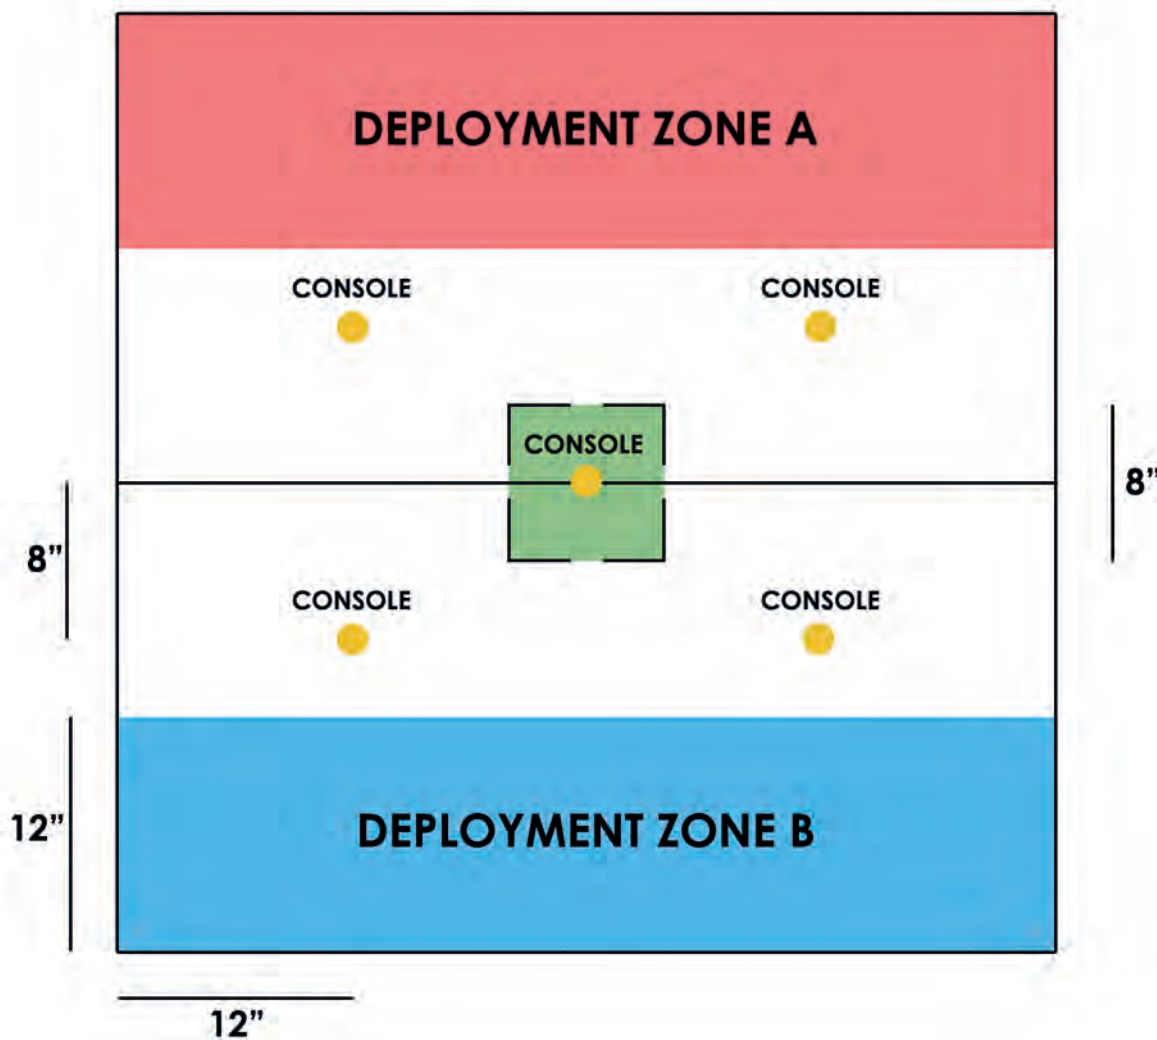 DEPLOYMENT ZONE A
CONSOLE
CONSOLE
CONSOLE
8”
8”
CONSOLE
CONSOLE
12”
DEPLOYMENT ZONE B
12”